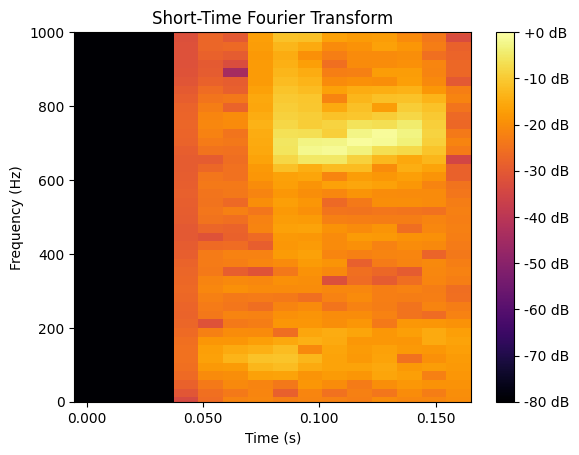 Short-Time Fourier Transform
1000
800
600
400
200
0
Frequency (Hz)
0.000
0.050
0.100
0.150
Time (s)
+0 dB
-10 dB
-20 dB
-30 dB
-40 dB
-50 dB
-60 dB
-70 dB
-80 dB